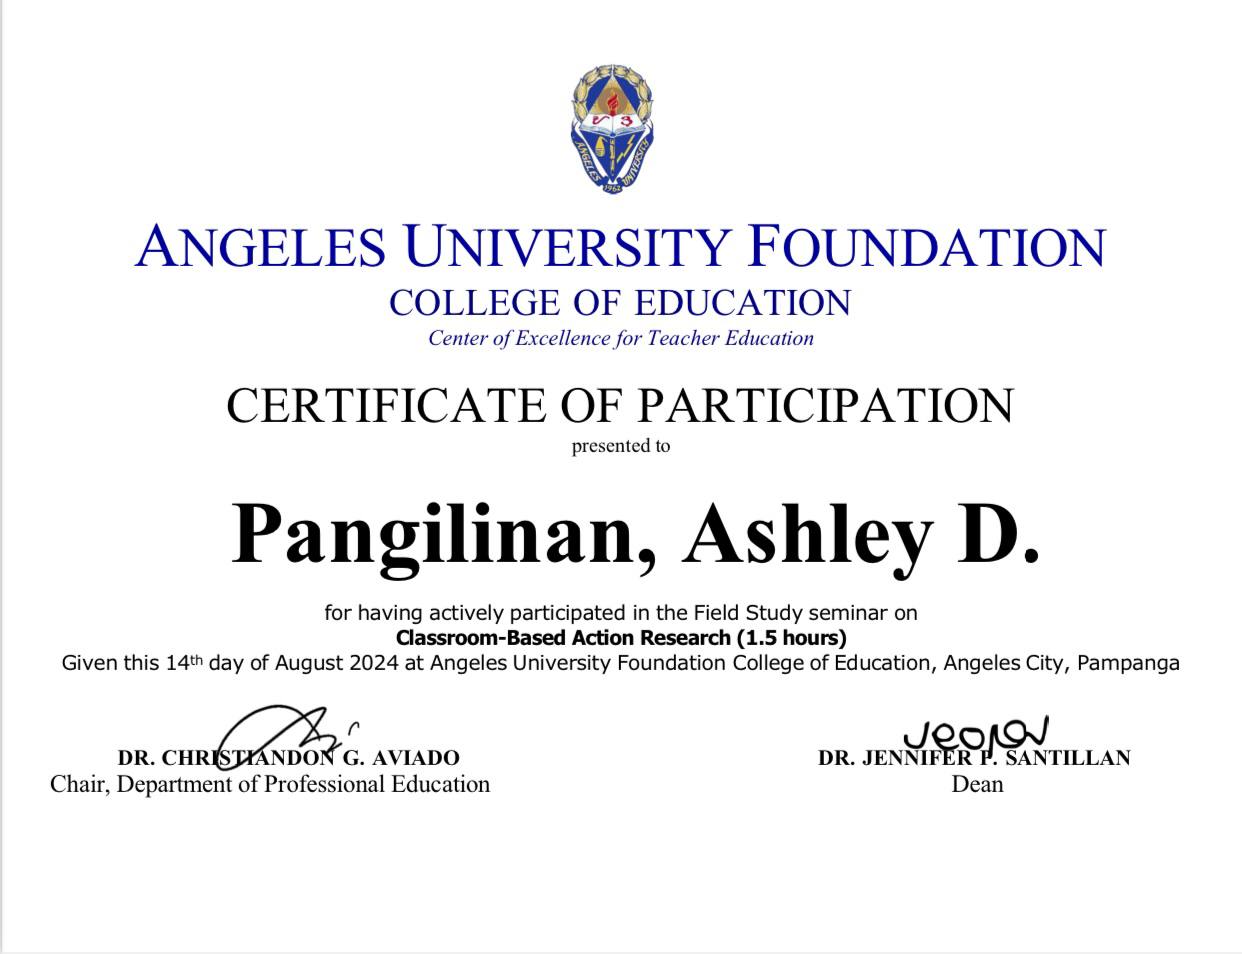 ANGELES UNIVERSITY
1962
ANGELES UNIVERSITY FOUNDATION
COLLEGE OF EDUCATION
Center of Excellence for Teacher Education
CERTIFICATE OF PARTICIPATION
presented to
Pangilinan, Ashley D.
for having actively participated in the Field Study seminar on
Classroom-Based Action Research (1.5 hours)
Given this 14th day of August 2024 at Angeles University Foundation College of Education, Angeles City, Pampanga
DR. CHRISTIANDON G. AVIADO
Chair, Department of Professional Education
DR. JENNIFER P. SANTILLAN
Dean